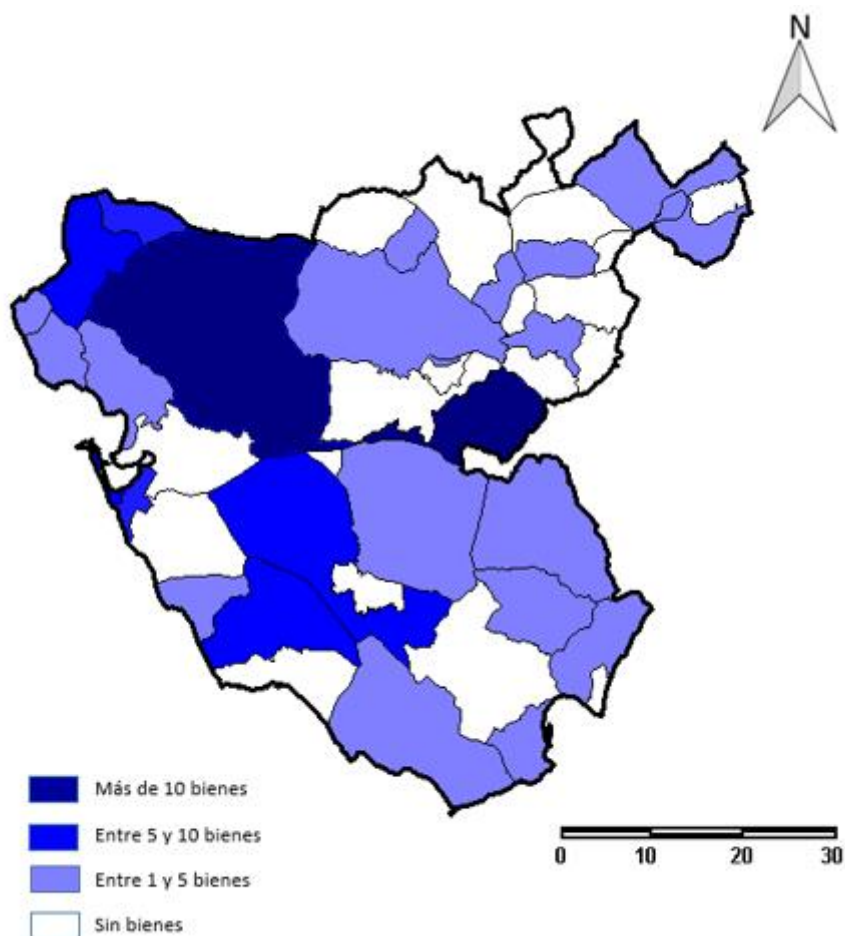 N
Más de 10 bienes
Entre 5 y 10 bienes
Entre 1 y 5 bienes
Sin bienes
0 10 20 30